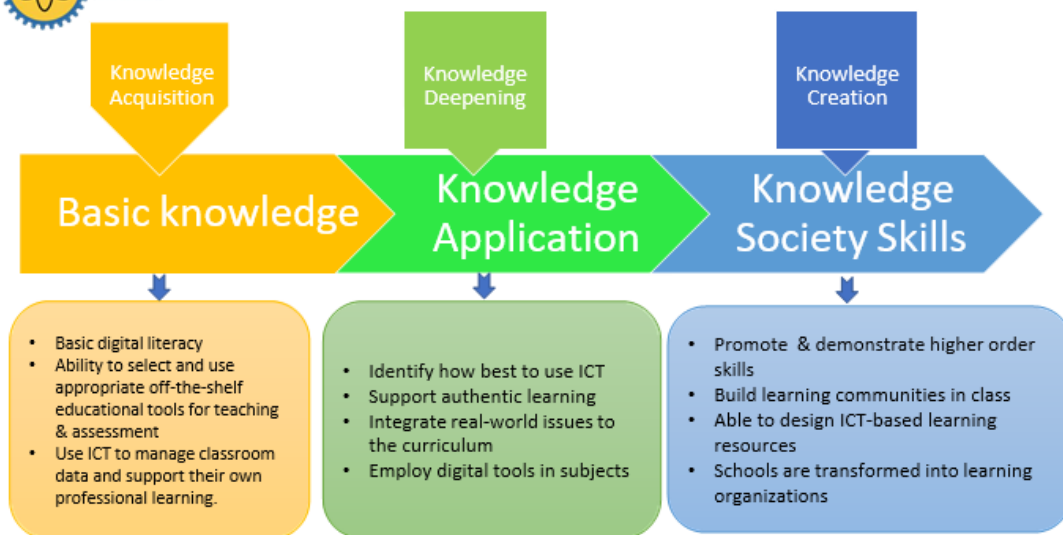 Knowledge
Acquisition
Knowledge
Deepening
Knowledge
Creation
Basic knowledge
Knowledge
Application
Knowledge
Society Skills
• Basic digital literacy
• Ability to select and use
appropriate off-the-shelf
educational tools for teaching
& assessment
• Use ICT to manage classroom
data and support their own
professional learning.
• Identify how best to use ICT
• Support authentic learning
• Integrate real-world issues to
the curriculum
• Employ digital tools in subjects
• Promote & demonstrate higher order
skills
• Build learning communities in class
• Able to design ICT-based learning
resources
• Schools are transformed into learning
organizations